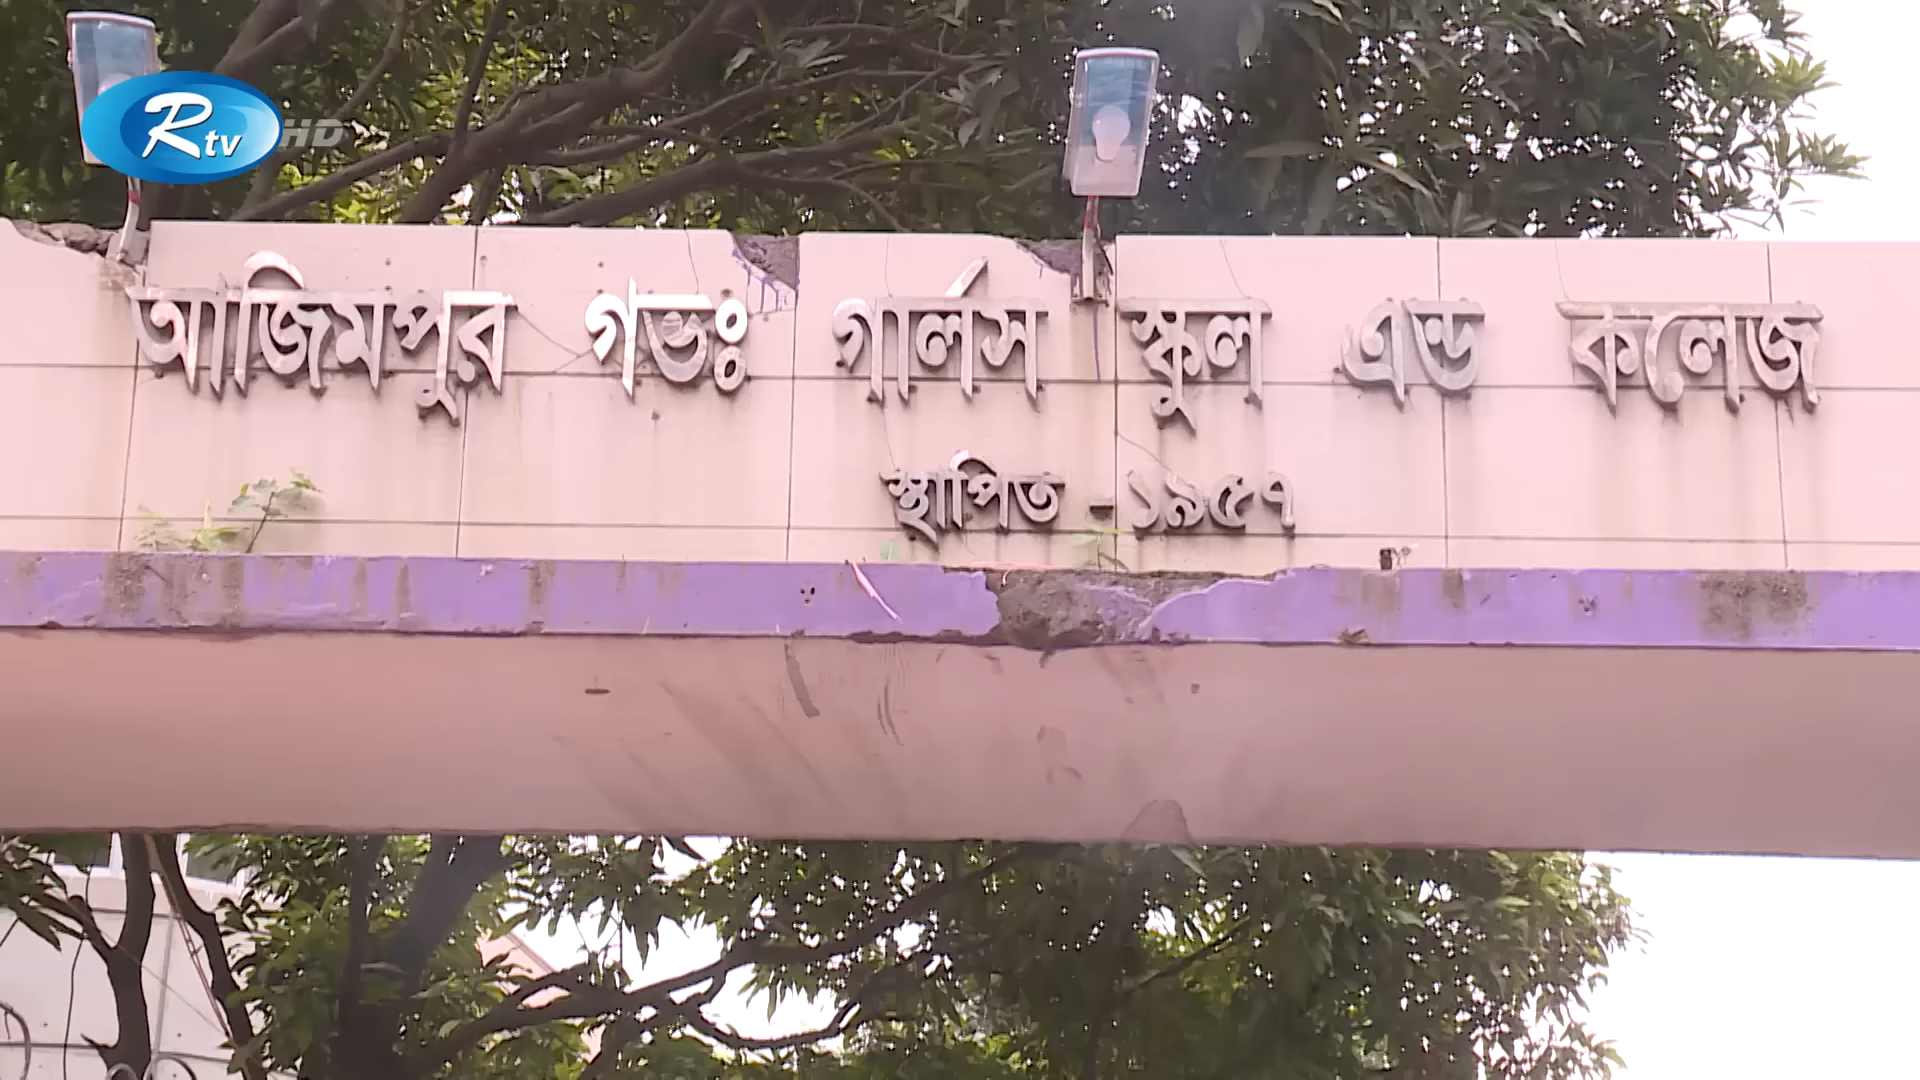 Rtv HD
আজিমপুর গভঃ গার্লস স্কুল এন্ড কলেজ
স্থাপিত - ১৯৫৭